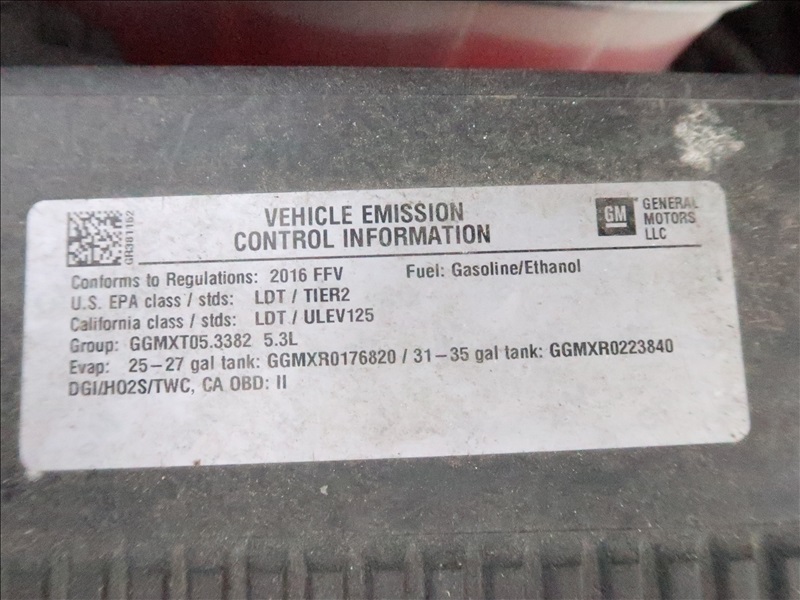 VEHICLE EMISSION
CONTROL INFORMATION
GM
GENERAL
MOTORS
LLC
Conforms to Regulations: 2016 FFV Fuel: Gasoline/Ethanol
U.S. EPA class / stds: LDT / TIER2
California class / stds: LDT / ULEV125
Group: GGMXT05.3382 5.3L
Evap: 25-27 gal tank: GGMXR0176820 / 31-35 gal tank: GGMXR0223840
DGI/HO2S/TWC, CA OBD: II